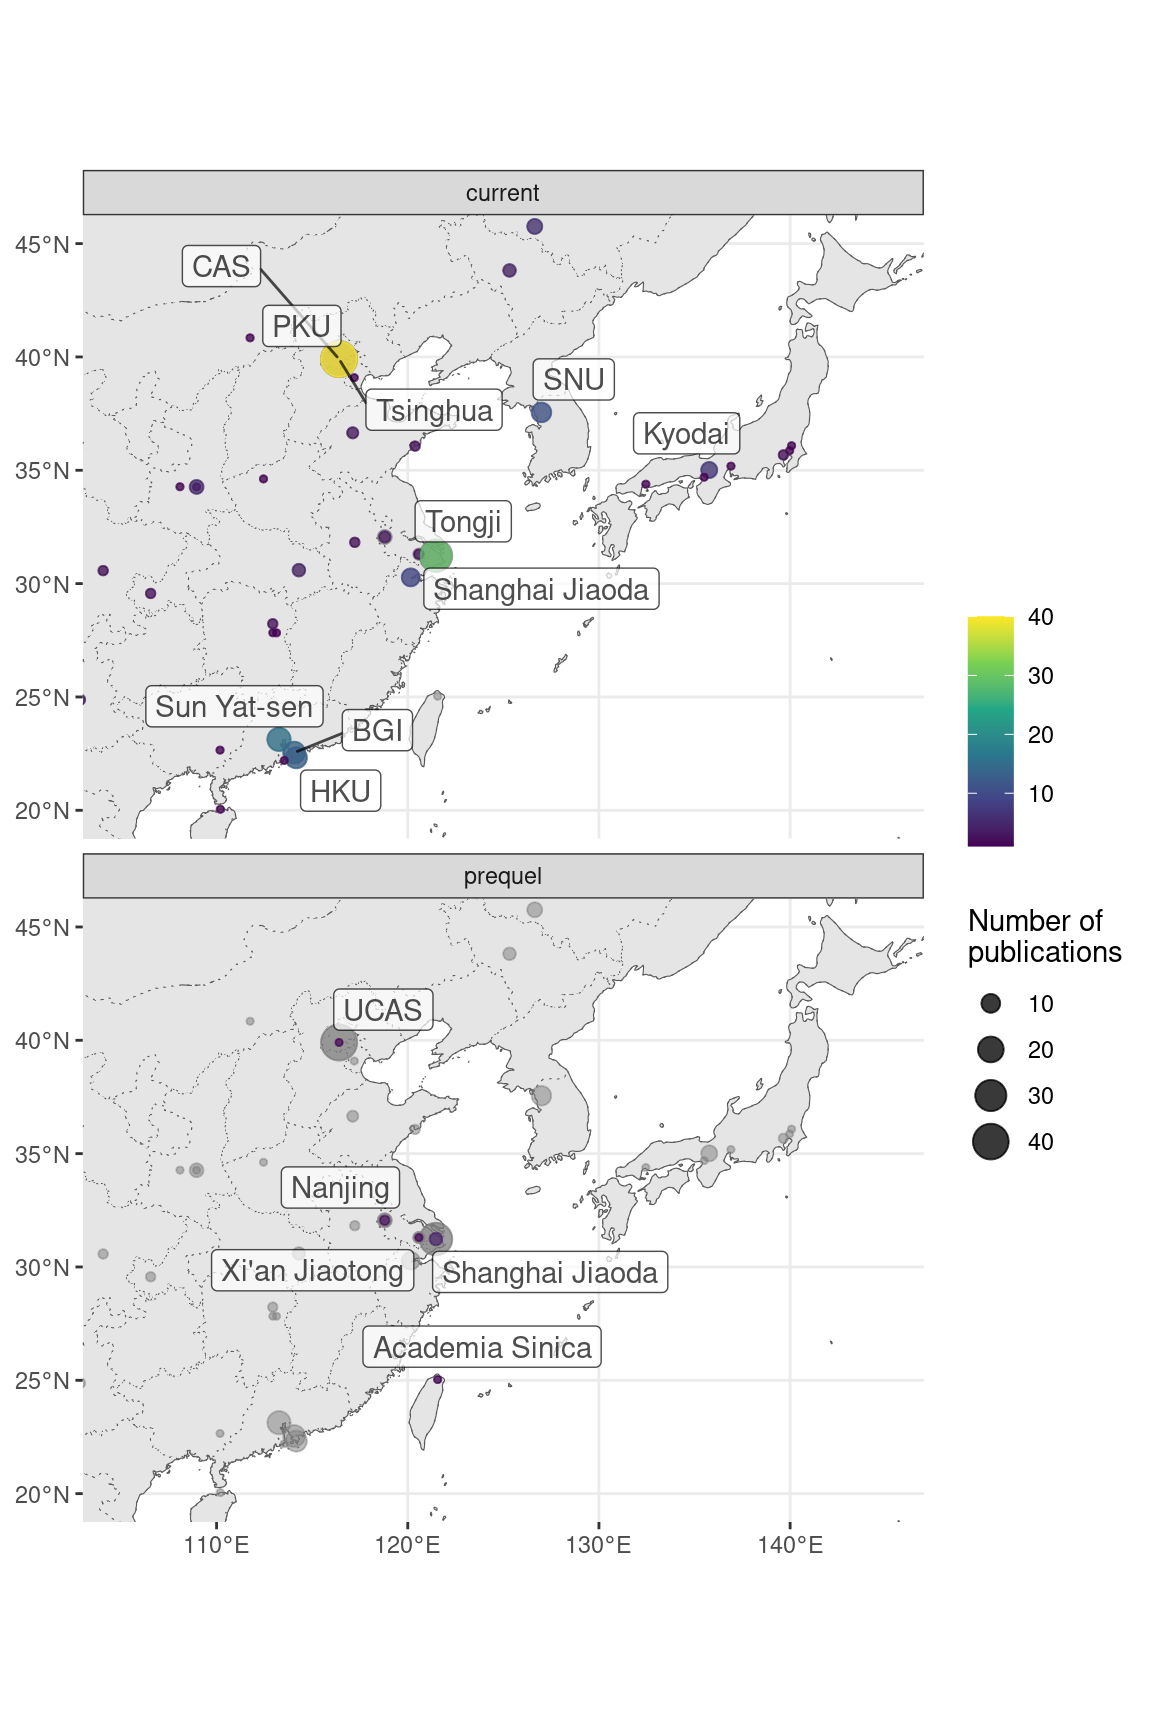 current
45°N
40°N
35°N
30°N
25°N
20°N
CAS
PKU
Tsinghua
SNU
Kyodai
Tongji
Shanghai Jiaoda
Sun Yat-sen
BGI
HKU
40
30
20
10
prequel
45°N
40°N
35°N
30°N
25°N
20°N
UCAS
Nanjing
Xi'an Jiaotong
Shanghai Jiaoda
Academia Sinica
110°E
120°E
130°E
140°E
Number of
publications
10
20
30
40